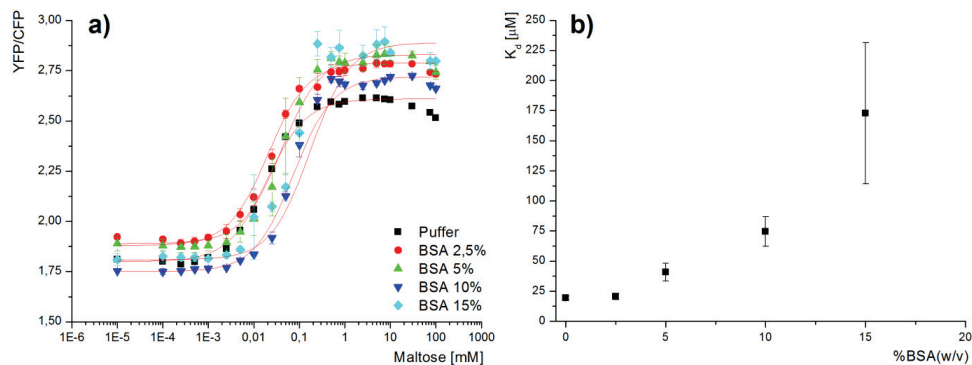 a)
YFP/CFP
3,00
2,75
2,50
2,25
2,00
1,75
1,50
1E-6 1E-5 1E-4 1E-3 0,01 0,1 1 10 100 1000
Maltose [mM]
Puffer
BSA 2,5%
BSA 5%
BSA 10%
BSA 15%
b)
Kd [µM]
250
225
200
175
150
125
100
75
50
25
0
0 5 10 15 20
%BSA(w/v)